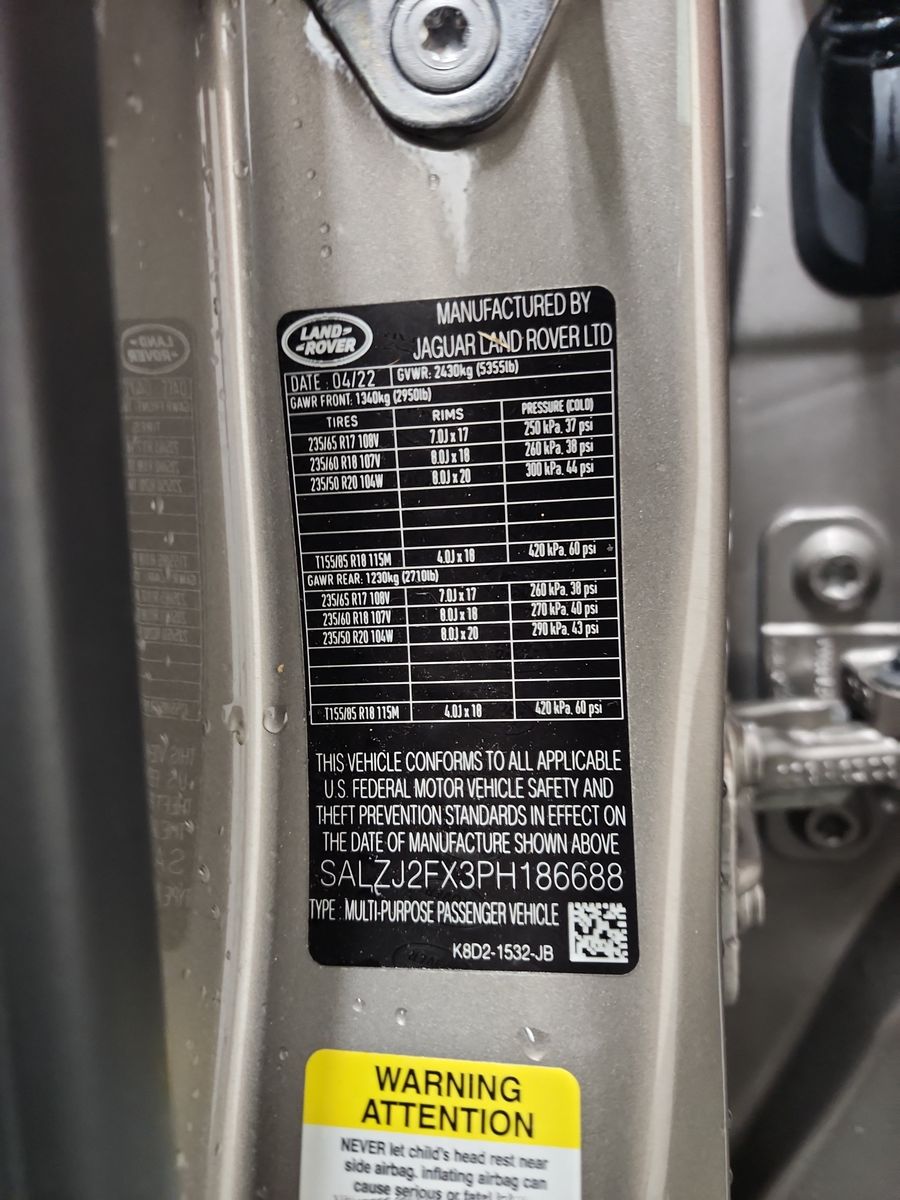 LAND-
-ROVER
MANUFACTURED BY
JAGUAR LAND ROVER LTD
DATE : 04/22 GVWR: 2430kg (5355lb)
GAWR FRONT: 1340kg (2950lb)
TIRES RIMS PRESSURE (COLD)
235/65 R17 108V 7.0J x 17 250 kPa, 37 psi
235/60 R18 107V 8.0J x 18 260 kPa, 38 psi
235/50 R20 104W 8.0J x 20 300 kPa, 44 psi
T155/85 R18 115M 4.0J x 18 420 kPa, 60 psi
GAWR REAR: 1230kg (2710lb)
235/65 R17 108V 7.0J x 17 260 kPa, 38 psi
235/60 R18 107V 8.0J x 18 270 kPa, 40 psi
235/50 R20 104W 8.0J x 20 290 kPa, 43 psi
T155/85 R18 115M 4.0J x 18 420 kPa, 60 psi
THIS VEHICLE CONFORMS TO ALL APPLICABLE
U.S. FEDERAL MOTOR VEHICLE SAFETY AND
THEFT PREVENTION STANDARDS IN EFFECT ON
THE DATE OF MANUFACTURE SHOWN ABOVE
SALZJ2FX3PH186688
TYPE : MULTI-PURPOSE PASSENGER VEHICLE
K8D2-1532-JB
WARNING
ATTENTION
NEVER let child's head rest near
side airbag, inflating airbag can
cause serious or fatal